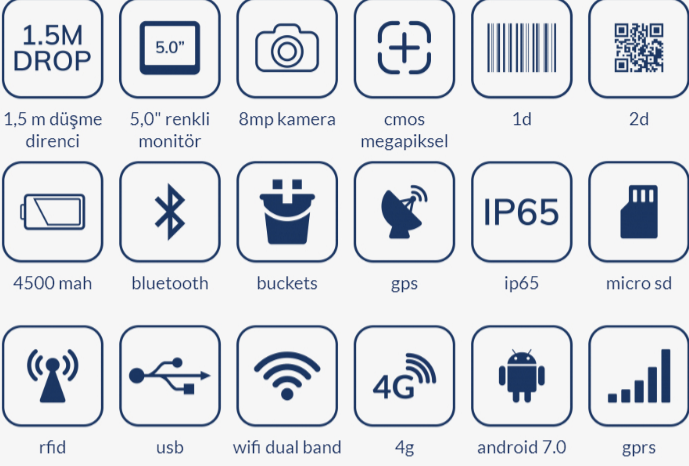 1.5M
DROP
5.0”
1,5 m düşme
direnci
5,0" renkli
monitör
8mp kamera
cmos
megapiksel
1d
2d
IP65
4500 mah
bluetooth
buckets
gps
ip65
micro sd
4G
rfid
usb
wifi dual band
4g
android 7.0
gprs